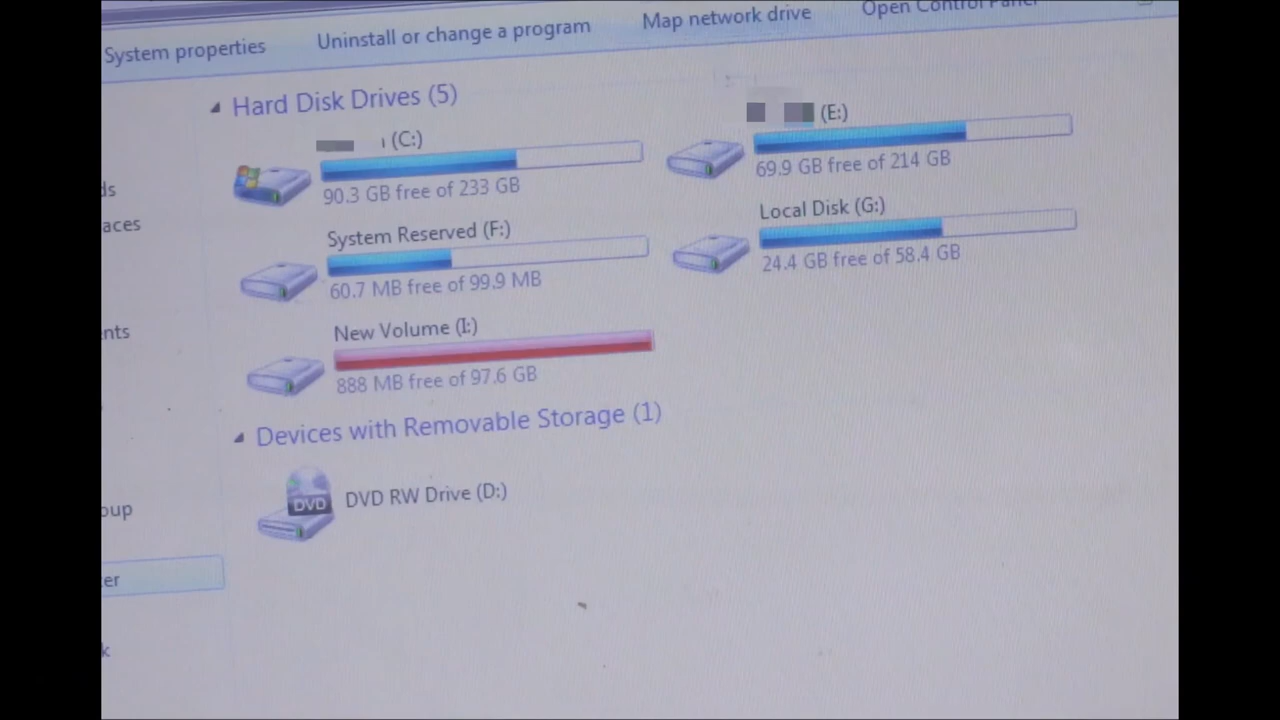 System properties
Uninstall or change a program
Map network drive
Open Control Panel
Hard Disk Drives (5)
(C:)
90.3 GB free of 233 GB
(E:)
69.9 GB free of 214 GB
System Reserved (F:)
60.7 MB free of 99.9 MB
Local Disk (G:)
24.4 GB free of 58.4 GB
New Volume (I:)
888 MB free of 97.6 GB
Devices with Removable Storage (1)
DVD
DVD RW Drive (D:)
ds
aces
nts
oup
er
k